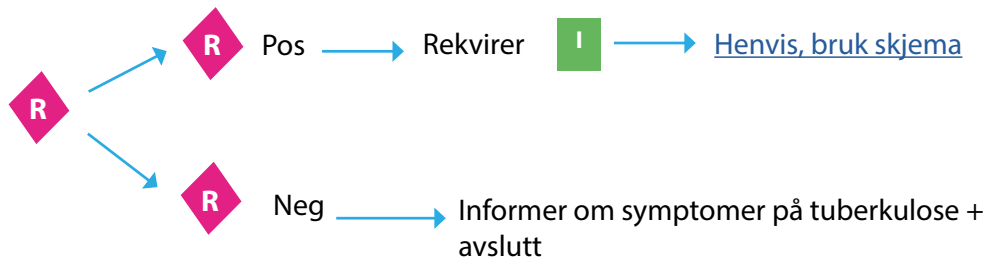 R
R Pos Rekvirer I Henvis, bruk skjema
R Neg Informer om symptomer på tuberkulose +
avslutt